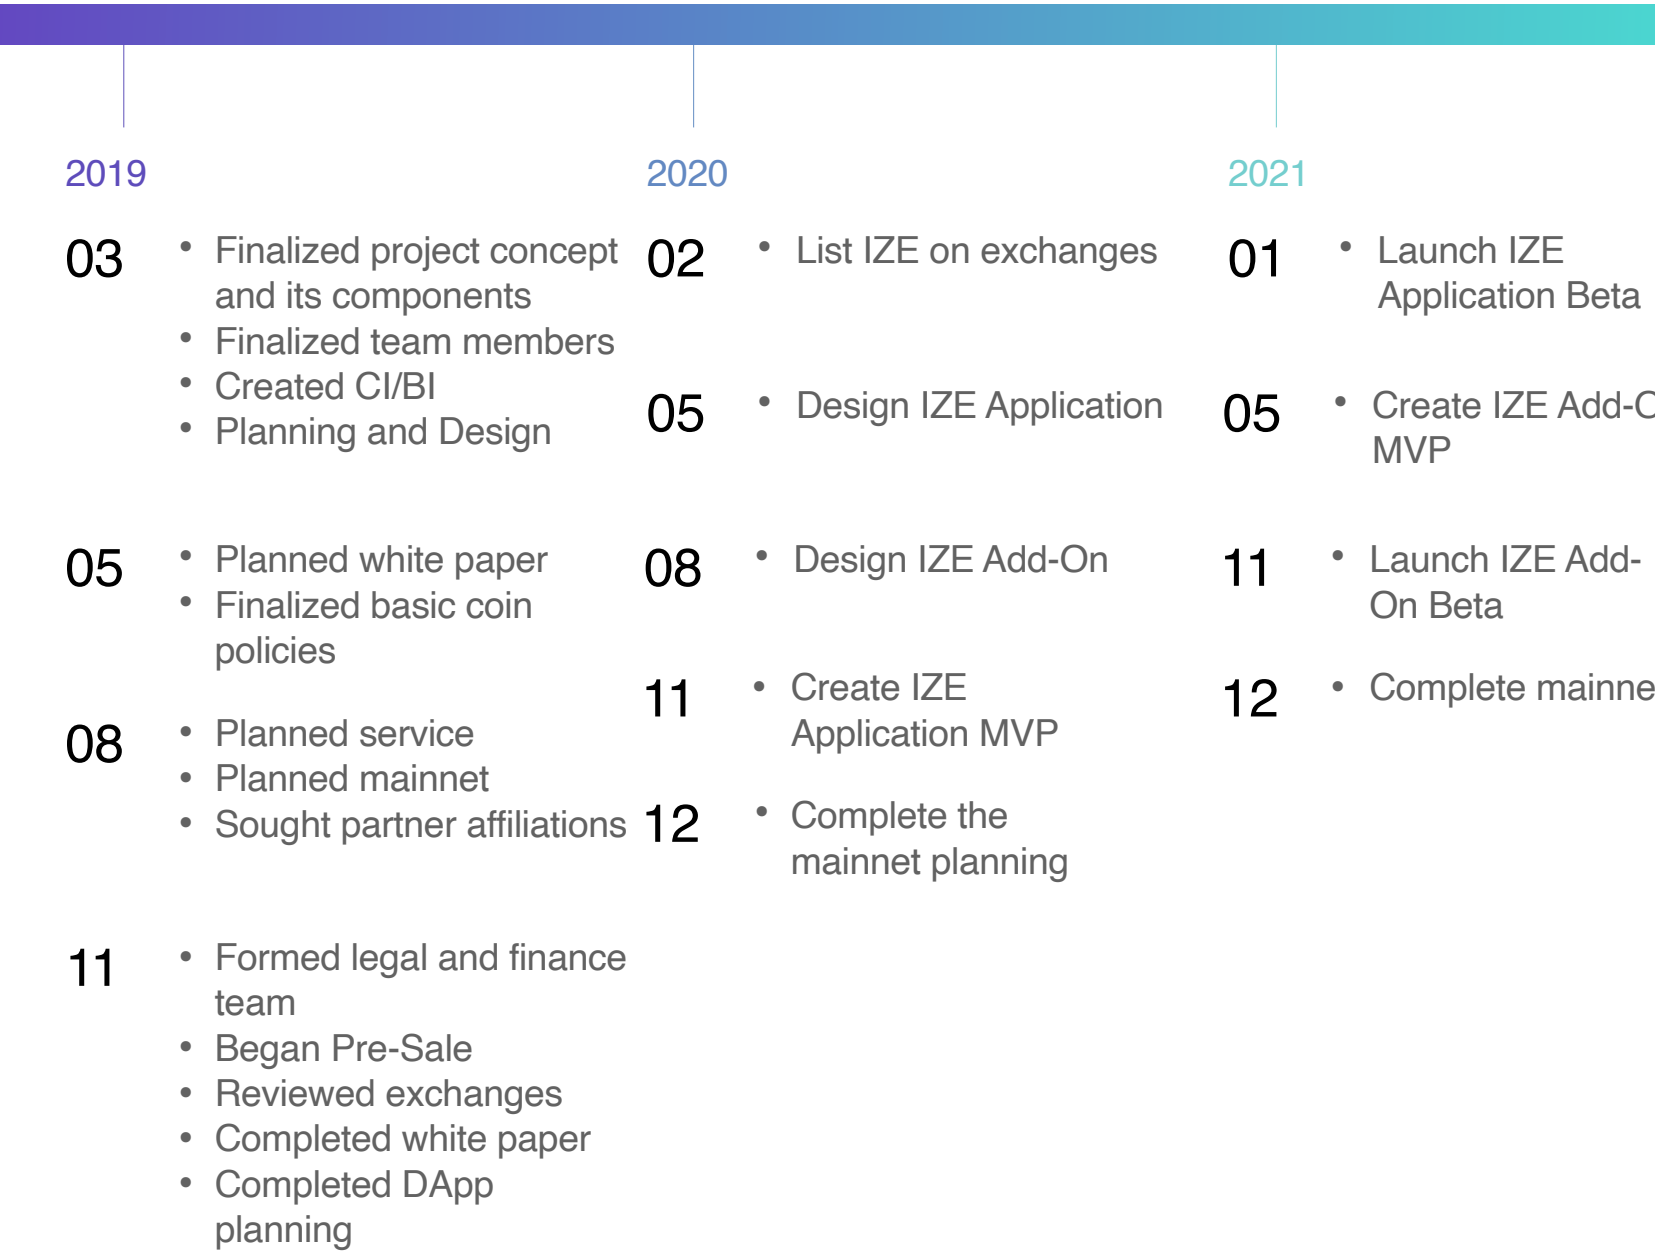 2019
03
• Finalized project concept
and its components
• Finalized team members
• Created CI/BI
• Planning and Design
05
• Planned white paper
• Finalized basic coin
policies
08
• Planned service
• Planned mainnet
• Sought partner affiliations
11
• Formed legal and finance
team
• Began Pre-Sale
• Reviewed exchanges
• Completed white paper
• Completed DApp
planning
2020
02
• List IZE on exchanges
05
• Design IZE Application
08
• Design IZE Add-On
11
• Create IZE
Application MVP
12
• Complete the
mainnet planning
2021
01
• Launch IZE
Application Beta
05
• Create IZE Add-O
MVP
11
• Launch IZE Add-
On Beta
12
• Complete mainne